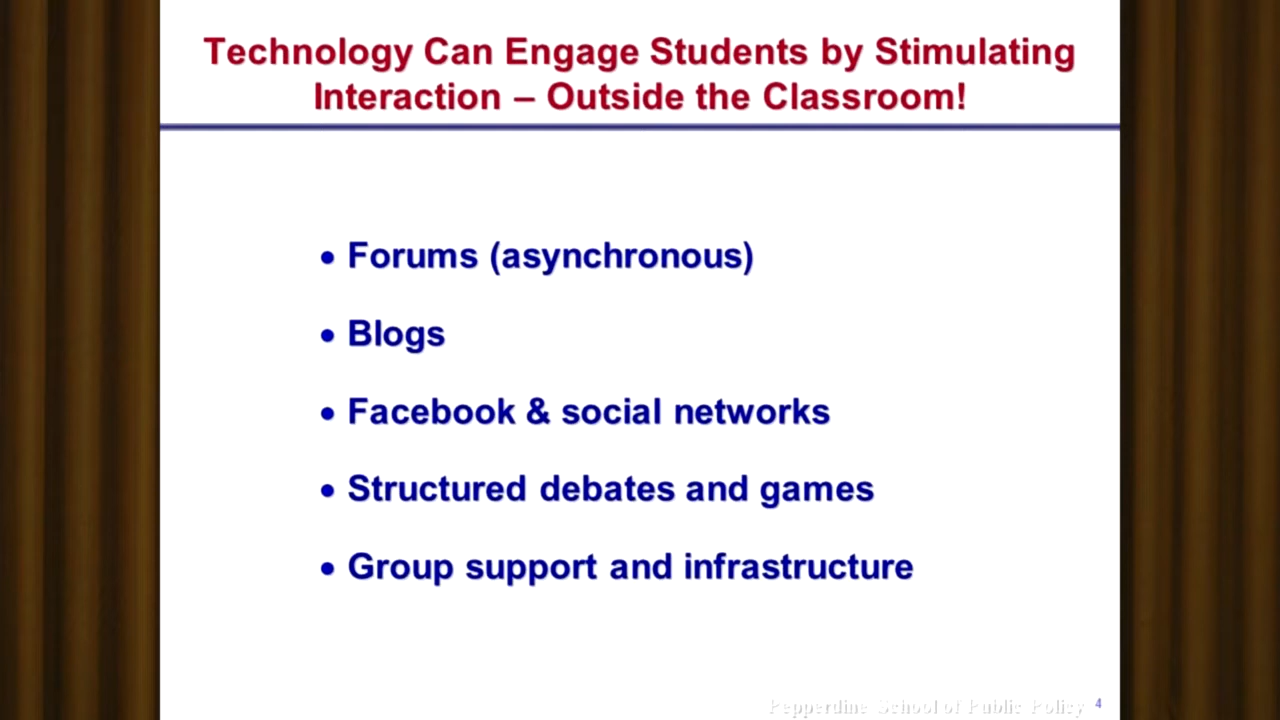 Technology Can Engage Students by Stimulating
Interaction – Outside the Classroom!
• Forums (asynchronous)
• Blogs
• Facebook & social networks
• Structured debates and games
• Group support and infrastructure
Pepperdine School of Public Policy 4